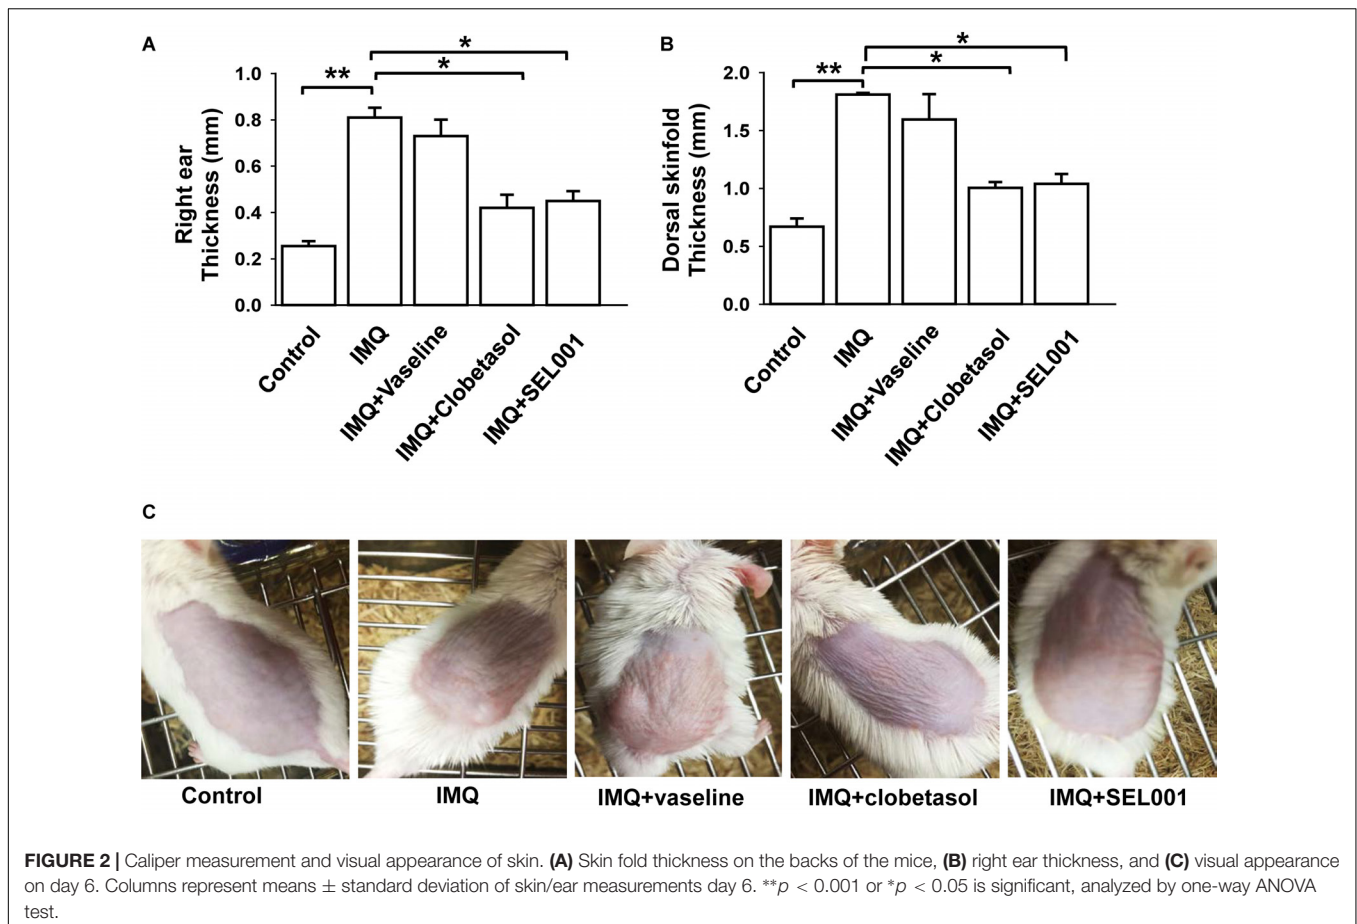 A
**
*
*
Right ear
Thickness (mm)
1.0
0.8
0.6
0.4
0.2
0.0
Control
IMQ
IMQ+Vaseline
IMQ+Clobetasol
IMQ+SEL001
B
**
*
*
Dorsal skinfold
Thickness (mm)
2.0
1.5
1.0
0.5
0.0
Control
IMQ
IMQ+Vaseline
IMQ+Clobetasol
IMQ+SEL001
C
Control
IMQ
IMQ+vaseline
IMQ+clobetasol
IMQ+SEL001
FIGURE 2 | Caliper measurement and visual appearance of skin. (A) Skin fold thickness on the backs of the mice, (B) right ear thickness, and (C) visual appearance
on day 6. Columns represent means ± standard deviation of skin/ear measurements day 6. **p < 0.001 or *p < 0.05 is significant, analyzed by one-way ANOVA
test.